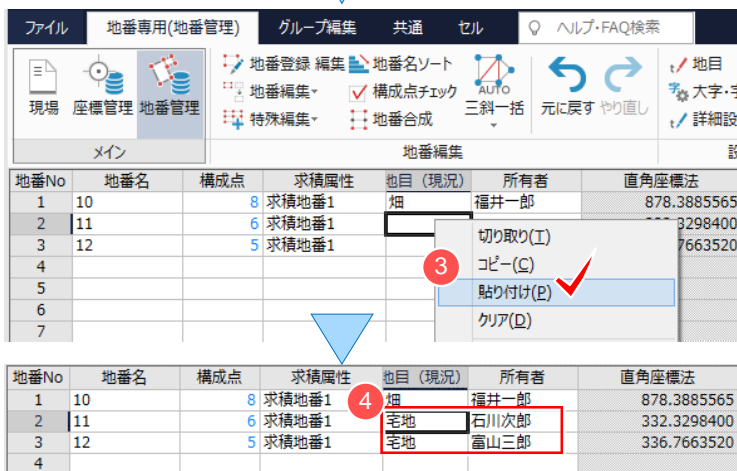 ファイル 地番専用(地番管理) グループ編集 共通 セル ヘルプ・FAQ検索
現場 座標管理 地番管理 地番登録 編集 地番名ソート AUTO 三斜一括 元に戻す やり直し 地目
地番編集 構成点チェック 大字・
特殊編集 地番合成 詳細設
メイン 地番編集
地番No 地番名 構成点 求積属性 地目（現況） 所有者 直角座標法
1 10 8 求積地番1 畑 福井一郎 878.3885565
2 11 6 求積地番1 3298400
3 12 5 求積地番1 7663520
4
5
6
7
切り取り(T)
3 コピー(C)
貼り付け(P)
クリア(D)
地番No 地番名 構成点 求積属性 地目（現況） 所有者 直角座標法
1 10 8 求積地番1 4 畑 福井一郎 878.3885565
2 11 6 求積地番1 宅地 石川次郎 332.3298400
3 12 5 求積地番1 宅地 富山三郎 336.7663520
4